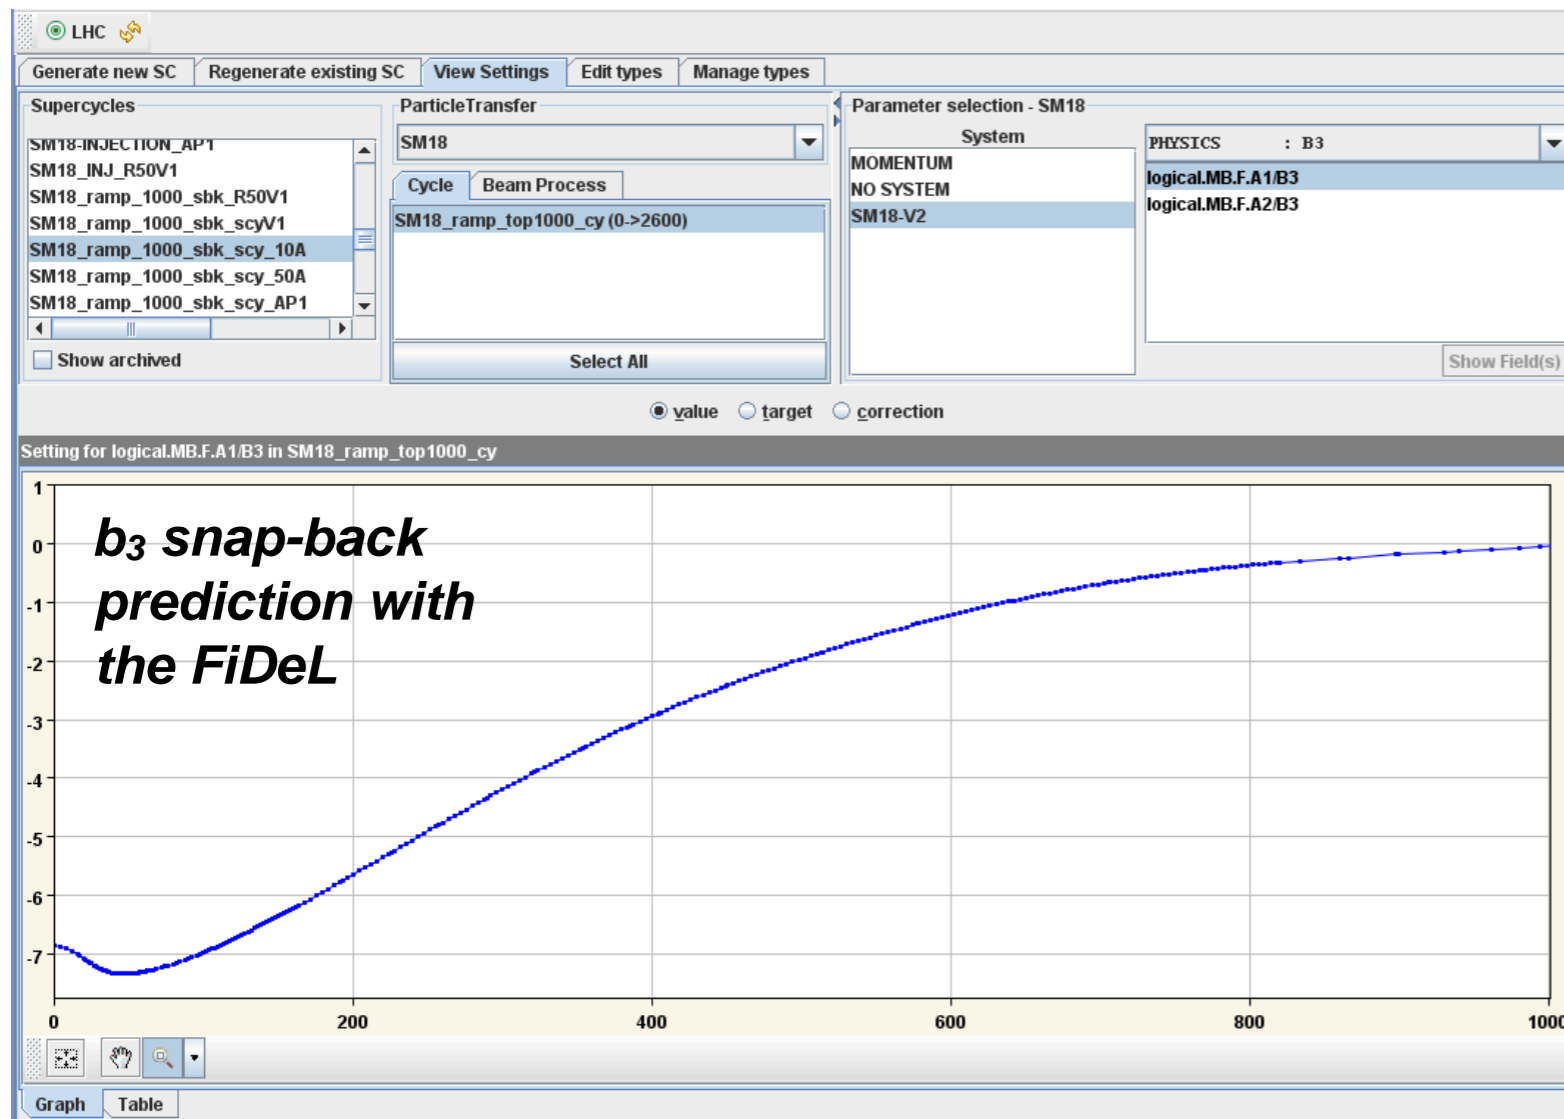 LHC
Generate new SC Regenerate existing SC View Settings Edit types Manage types
Supercycles
SM18-INJECTION_AP1
SM18_INJ_R50V1
SM18_ramp_1000_sbk_R50V1
SM18_ramp_1000_sbk_scyV1
SM18_ramp_1000_sbk_scy_10A
SM18_ramp_1000_sbk_scy_50A
SM18_ramp_1000_sbk_scy_AP1
Show archived
ParticleTransfer
SM18
Cycle Beam Process
SM18_ramp_top1000_cy (0->2600)
Select All
Parameter selection - SM18
System
MOMENTUM
NO SYSTEM
SM18-V2
PHYSICS : B3
logical.MB.F.A1/B3
logical.MB.F.A2/B3
Show Field(s)
value target correction
Setting for logical.MB.F.A1/B3 in SM18_ramp_top1000_cy
b₃ snap-back
prediction with
the FiDeL
1
0
-1
-2
-3
-4
-5
-6
-7
0 200 400 600 800 1000
Graph Table